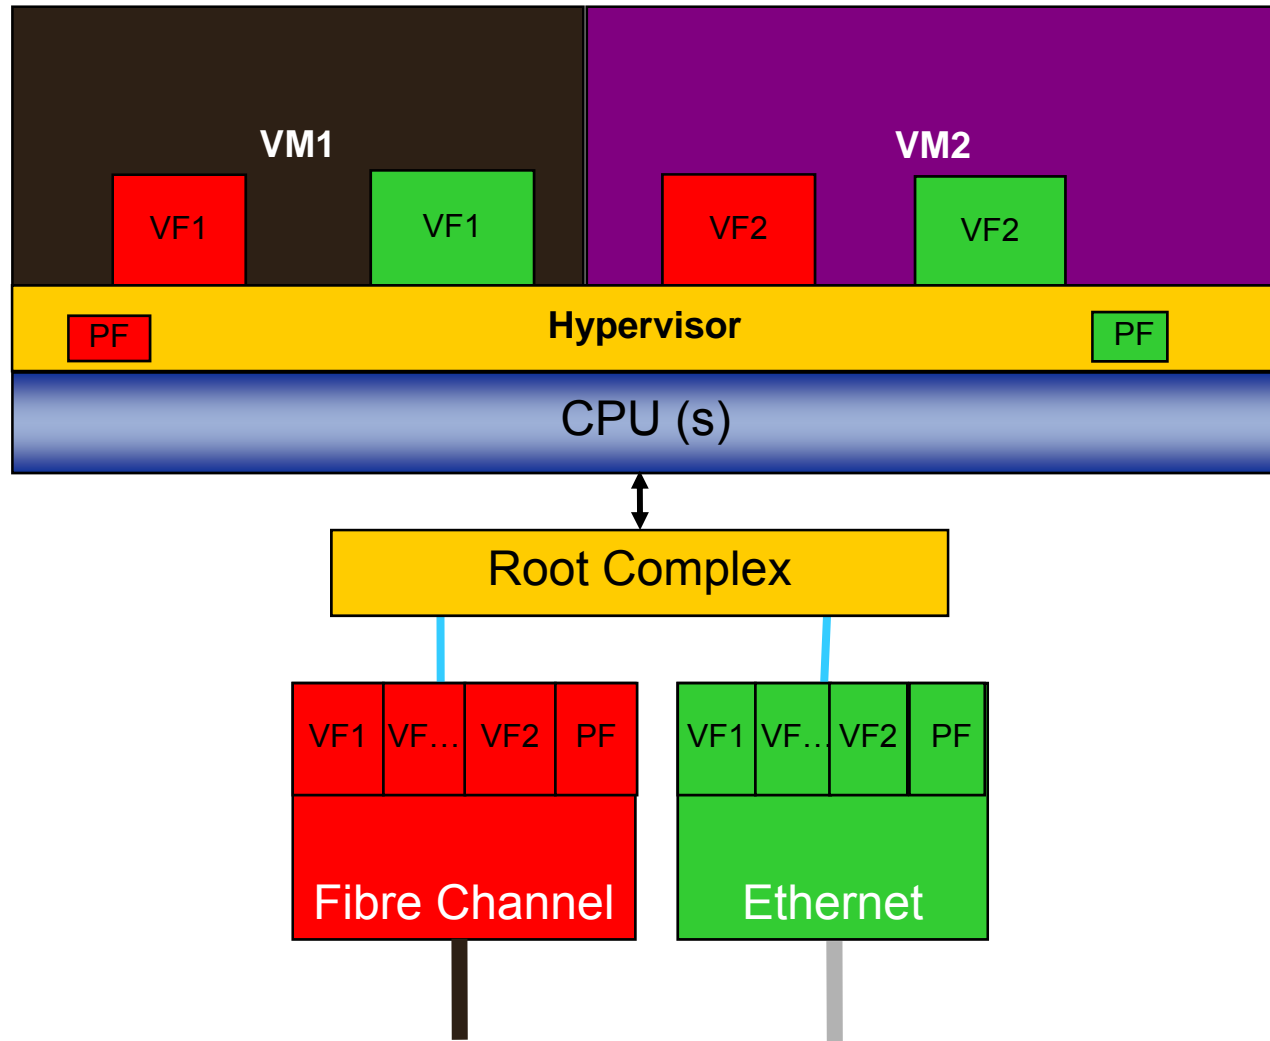 VM1
VM2
VF1
VF1
VF2
VF2
PF
Hypervisor
PF
CPU (s)
Root Complex
VF1
VF…
VF2
PF
VF1
VF…
VF2
PF
Fibre Channel
Ethernet